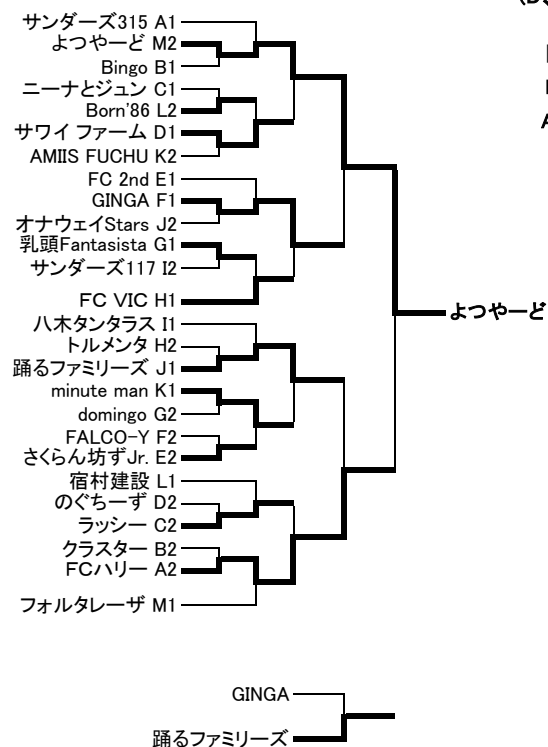 サンダーズ315 A1
よつやーど M2
Bingo B1
ニーナとジュン C1
Born'86 L2
サワイ ファーム D1
AMIIS FUCHU K2
FC 2nd E1
GINGA F1
オナウェイStars J2
乳頭Fantasista G1
サンダーズ117 I2
FC VIC H1
よつやーど
八木タンタラス I1
トルメンタ H2
踊るファミリーズ J1
minute man K1
domingo G2
FALCO-Y F2
さくらん坊ずJr. E2
宿村建設 L1
のぐちーず D2
ラッシー C2
クラスター B2
FCハリー A2
フォルタレーザ M1
GINGA
踊るファミリーズ